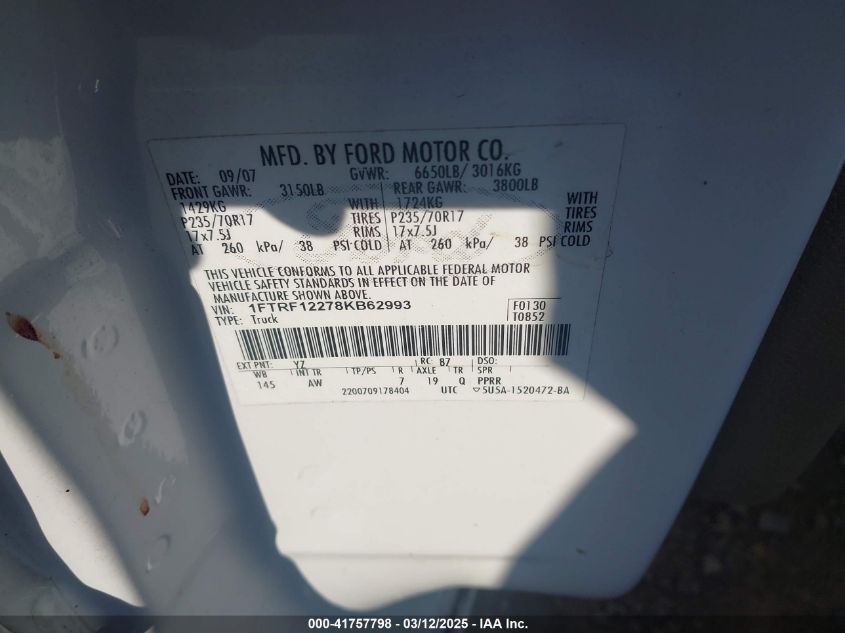 MFD. BY FORD MOTOR CO.
DATE: 09/07 GVWR: 6650LB/ 3016KG
FRONT GAWR: 3150LB REAR GAWR: 3800LB
1429KG WITH 1724KG WITH
P235/70R17 TIRES P235/70R17 TIRES
17x7.5J RIMS 17x7.5J RIMS
AT 260 kPa/ 38 PSI COLD AT 260 kPa/ 38 PSI COLD
THIS VEHICLE CONFORMS TO ALL APPLICABLE FEDERAL MOTOR
VEHICLE SAFETY STANDARDS IN EFFECT ON THE DATE OF
MANUFACTURE SHOWN ABOVE.
VIN: 1FTRF12278KB62993 F0130
TYPE: Truck T0852
EXT PNT: YZ RC: 87 DSO:
WB INT TR TP/PS R AXLE TR SPR
145 AW 7 19 Q PPRR
2200709178404 UTC 5U5A-1520472-BA
000-41757798 - 03/12/2025 - IAAI Inc.